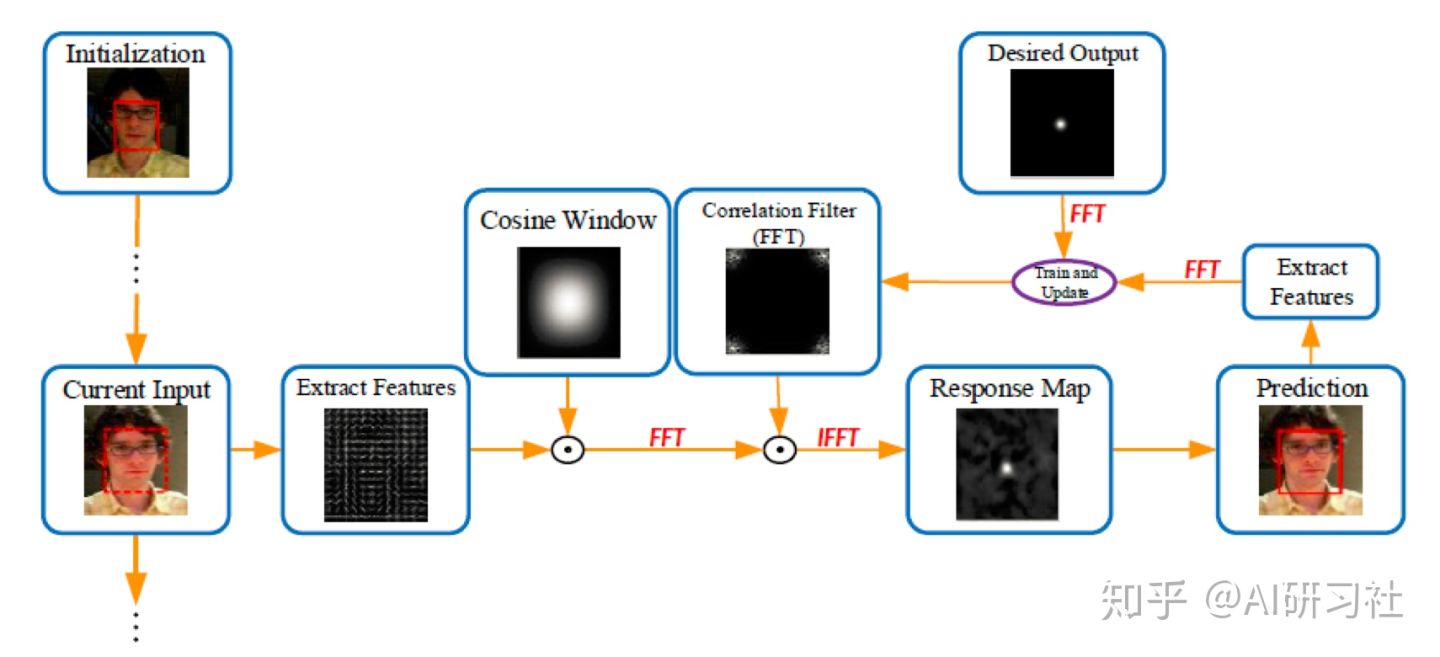 Initialization
Desired Output
Cosine Window
Correlation Filter
(FFT)
FFT
Train and
Update
FFT
Extract
Features
Current Input
Extract Features
FFT
IFFT
Response Map
Prediction
知乎 @AI研习社